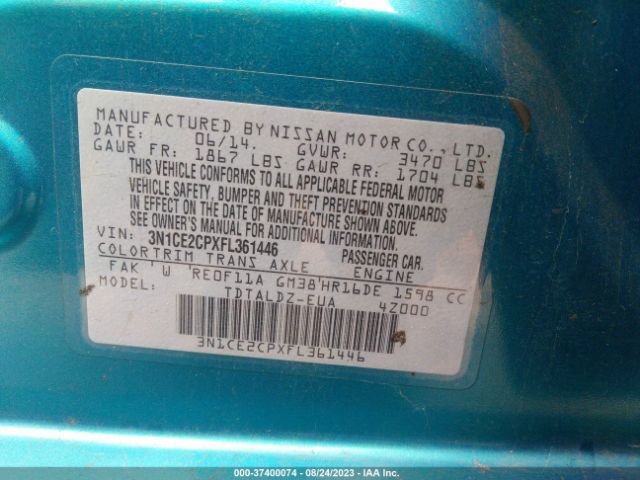 MANUFACTURED BY NISSAN MOTOR CO., LTD.
DATE: 06/14. GVWR: 3470 LBS
GAWR FR: 1867 LBS GAWR RR: 1704 LBS
THIS VEHICLE CONFORMS TO ALL APPLICABLE FEDERAL MOTOR
VEHICLE SAFETY, BUMPER AND THEFT PREVENTION STANDARDS
IN EFFECT ON THE DATE OF MANUFACTURE SHOWN ABOVE.
SEE OWNER'S MANUAL FOR ADDITIONAL INFORMATION.
VIN: 3N1CE2CPXFL361446 PASSENGER CAR.
COLORTRIM TRANS AXLE ENGINE
FAK ' W 'RE0F11A GM38'HR16DE 1598 CC
MODEL: TDTALDZ-EUA 4Z000
3N1CE2CPXFL361446
000-37400074 - 08/24/2023 - IAA Inc.